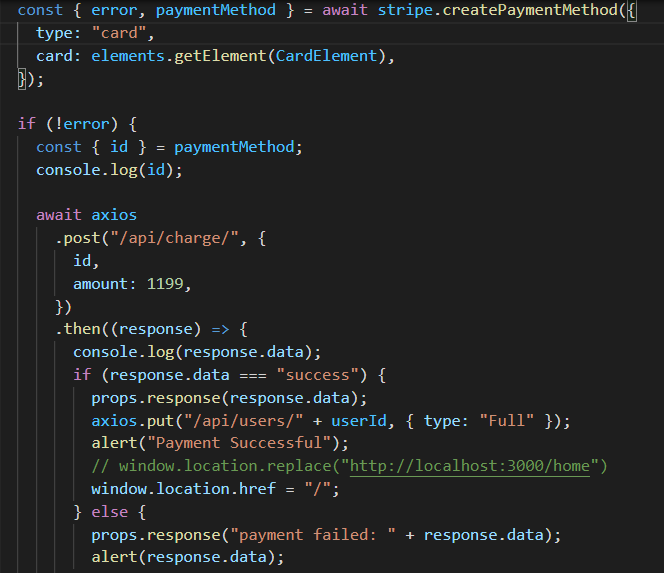 const { error, paymentMethod } = await stripe.createPaymentMethod({
type: "card",
card: elements.getElement(CardElement),
});
if (!error) {
const { id } = paymentMethod;
console.log(id);
await axios
.post("/api/charge/", {
id,
amount: 1199,
})
.then((response) => {
console.log(response.data);
if (response.data === "success") {
props.response(response.data);
axios.put("/api/users/" + userId, { type: "Full" });
alert("Payment Successful");
// window.location.replace("http://localhost:3000/home")
window.location.href = "/";
} else {
props.response("payment failed: " + response.data);
alert(response.data);